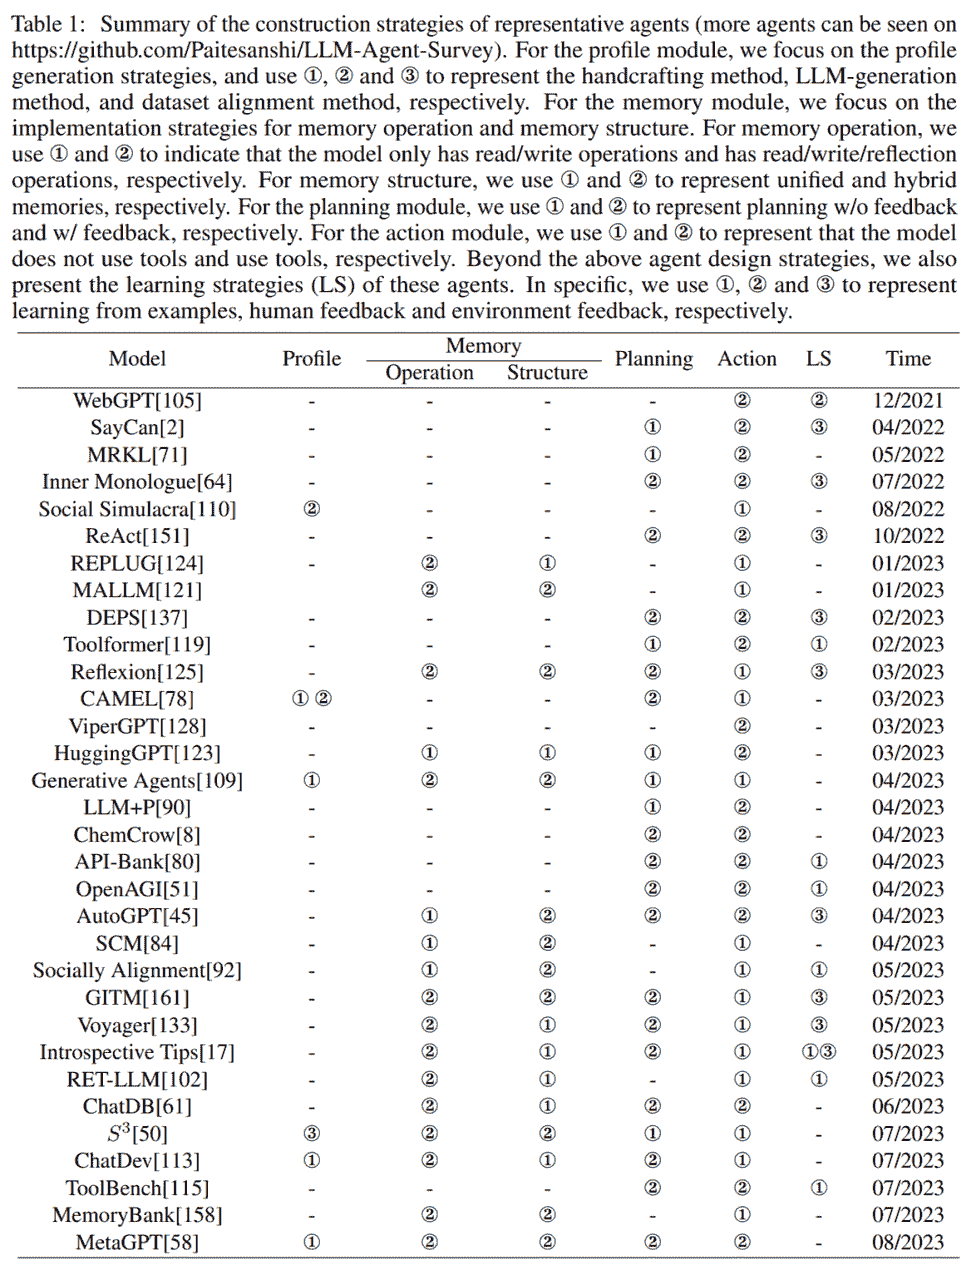 Table 1: Summary of the construction strategies of representative agents (more agents can be seen on
https://github.com/Paitesanshi/LLM-Agent-Survey). For the profile module, we focus on the profile
generation strategies, and use ①, ② and ③ to represent the handcrafting method, LLM-generation
method, and dataset alignment method, respectively. For the memory module, we focus on the
implementation strategies for memory operation and memory structure. For memory operation, we
use ① and ② to indicate that the model only has read/write operations and has read/write/reflection
operations, respectively. For memory structure, we use ① and ② to represent unified and hybrid
memories, respectively. For the planning module, we use ① and ② to represent planning w/o feedback
and w/ feedback, respectively. For the action module, we use ① and ② to represent that the model
does not use tools and use tools, respectively. Beyond the above agent design strategies, we also
present the learning strategies (LS) of these agents. In specific, we use ①, ② and ③ to represent
learning from examples, human feedback and environment feedback, respectively.
Model Profile Memory Planning Action LS Time
Operation Structure
WebGPT[105] - - - - ② ② 12/2021
SayCan[2] - - - ① ② ③ 04/2022
MRKL[71] - - - ① ② - 05/2022
Inner Monologue[64] - - - ② ② ③ 07/2022
Social Simulacra[110] ② - - - ① - 08/2022
ReAct[151] - - - ② ② ③ 10/2022
REPLUG[124] - ② ① - ① - 01/2023
MALLM[121] - ② ② - ① - 01/2023
DEPS[137] - - - ② ② ③ 02/2023
Toolformer[119] - - - ① ② ① 02/2023
Reflexion[125] - ② ② ② ① ③ 03/2023
CAMEL[78] ① ② - - ② ① - 03/2023
ViperGPT[128] - - - - ② - 03/2023
HuggingGPT[123] - ① ① ① ② - 03/2023
Generative Agents[109] ① ② ② ① ① - 04/2023
LLM+P[90] - - - ① ② - 04/2023
ChemCrow[8] - - - ② ② - 04/2023
API-Bank[80] - - - ② ② ① 04/2023
OpenAGI[51] - - - ② ② ① 04/2023
AutoGPT[45] - ① ② ② ② ③ 04/2023
SCM[84] - ① ② - ① - 04/2023
Socially Alignment[92] - ① ② - ① ① 05/2023
GITM[161] - ② ② ② ① ③ 05/2023
Voyager[133] - ② ① ② ① ③ 05/2023
Introspective Tips[17] - ② ① ② ① ①③ 05/2023
RET-LLM[102] - ② ① - ① ① 05/2023
ChatDB[61] - ② ① ② ② - 06/2023
S³[50] ③ ② ② ① ① - 07/2023
ChatDev[113] ① ② ① ② ① - 07/2023
ToolBench[115] - - - ② ② ① 07/2023
MemoryBank[158] - ② ② - ① - 07/2023
MetaGPT[58] ① ② ② ② ② - 08/2023